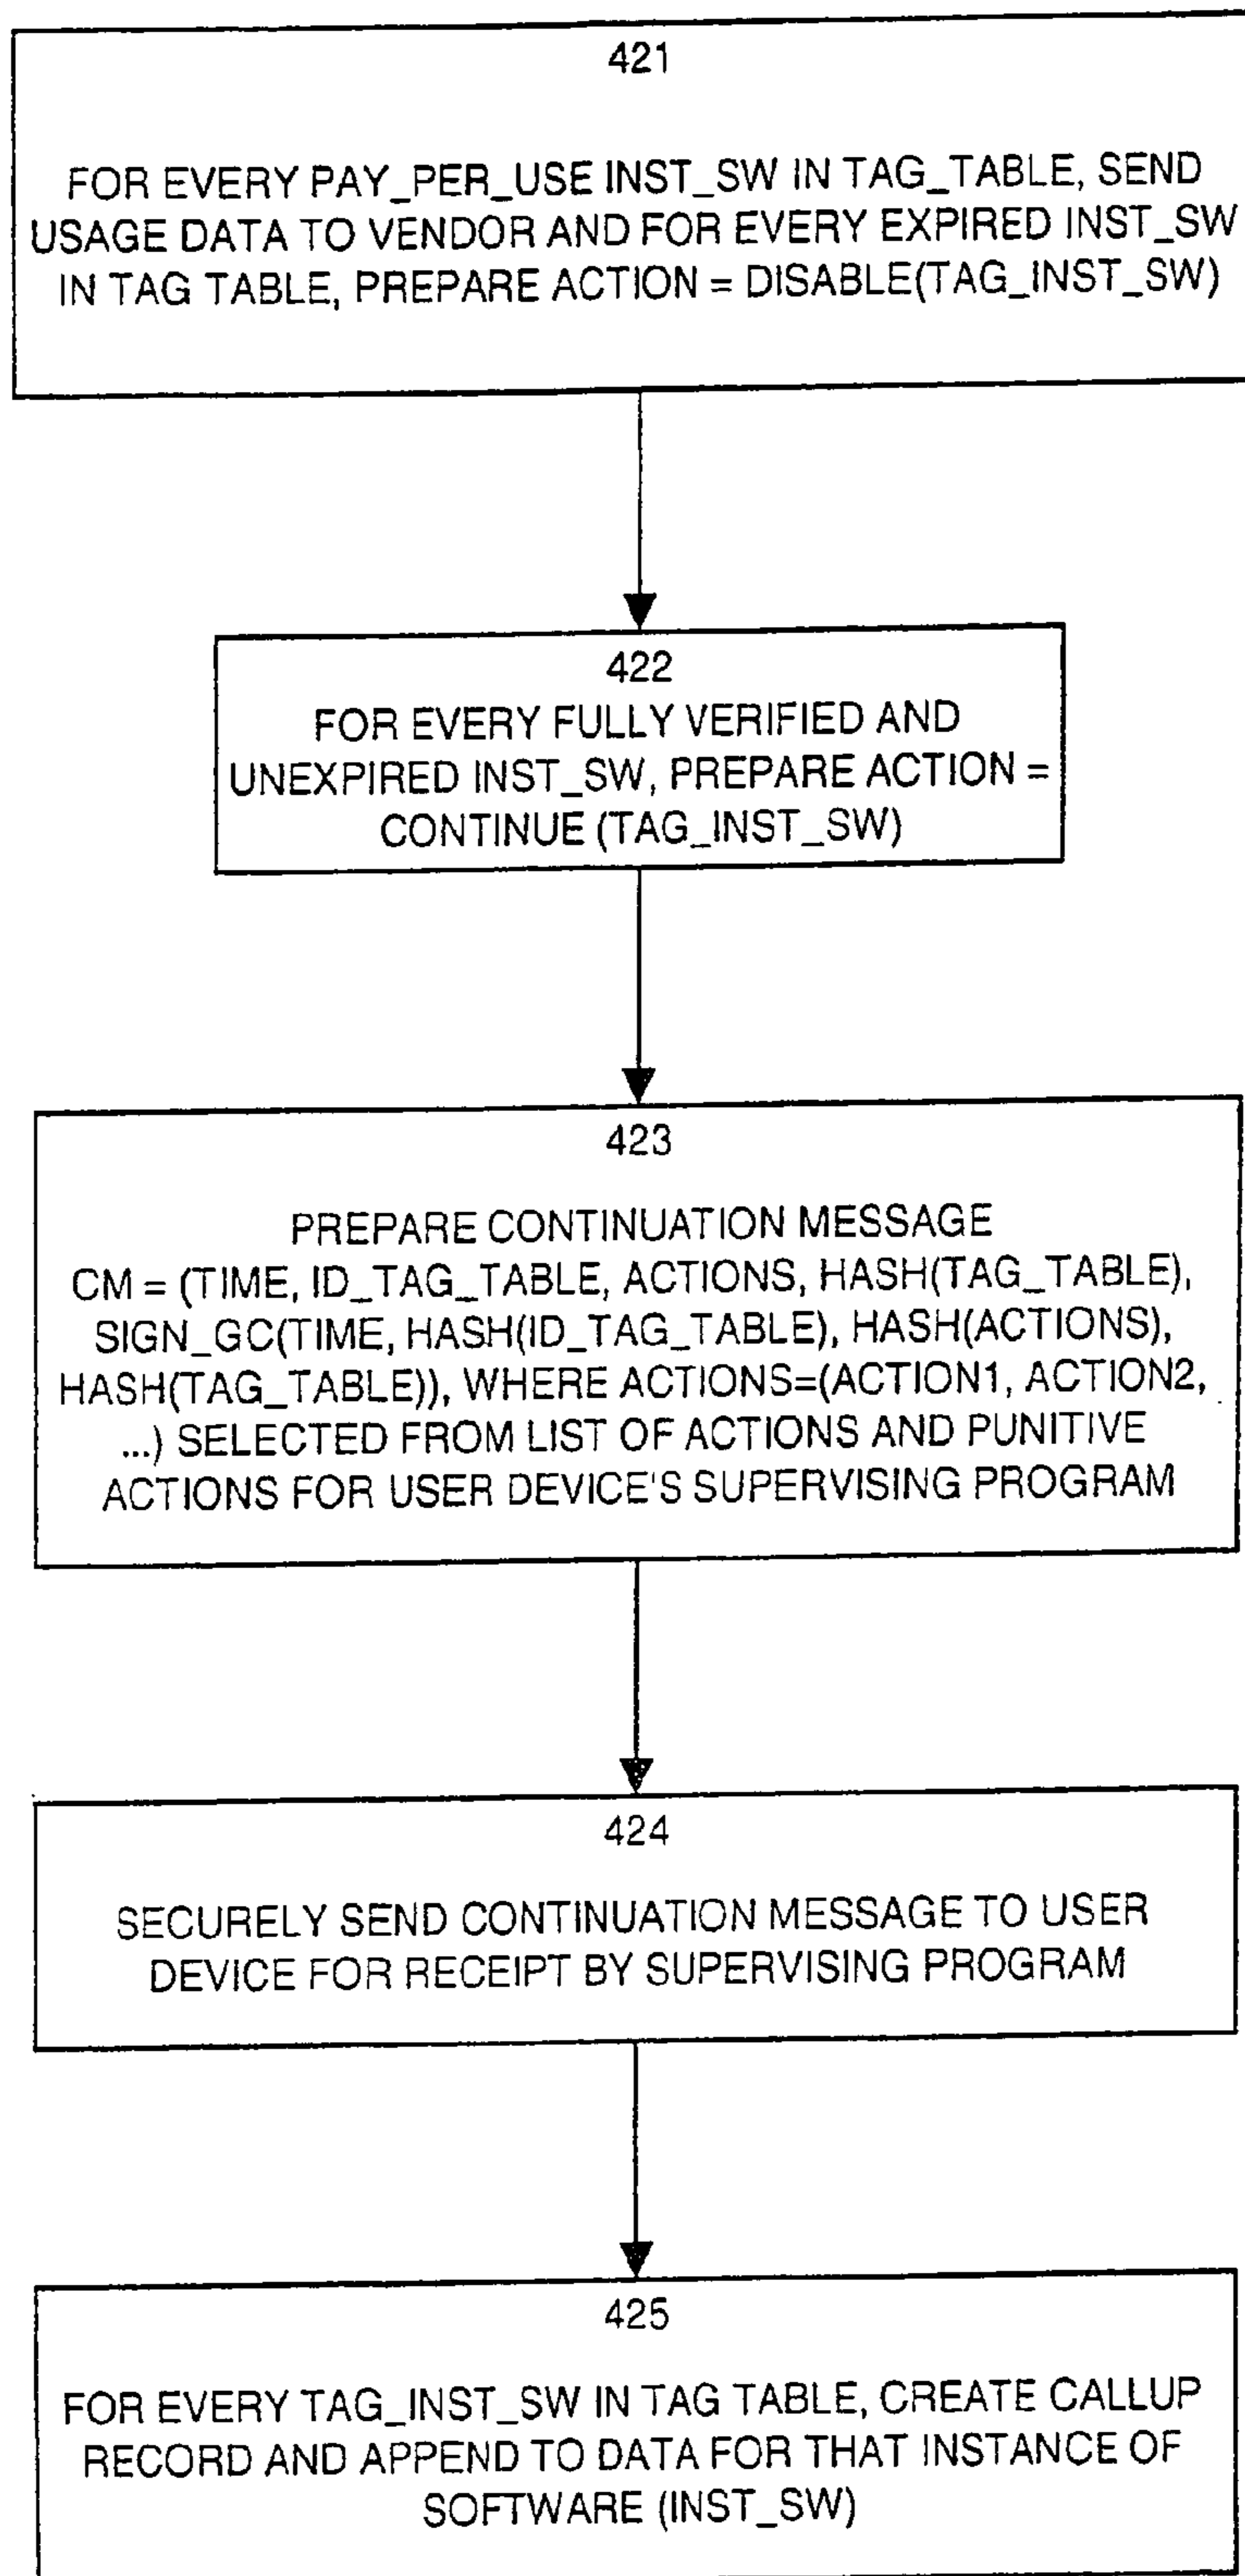 421
FOR EVERY PAY_PER_USE INST_SW IN TAG_TABLE, SEND
USAGE DATA TO VENDOR AND FOR EVERY EXPIRED INST_SW
IN TAG TABLE, PREPARE ACTION = DISABLE(TAG_INST_SW)
422
FOR EVERY FULLY VERIFIED AND
UNEXPIRED INST_SW, PREPARE ACTION =
CONTINUE (TAG_INST_SW)
423
PREPARE CONTINUATION MESSAGE
CM = (TIME, ID_TAG_TABLE, ACTIONS, HASH(TAG_TABLE),
SIGN_GC(TIME, HASH(ID_TAG_TABLE), HASH(ACTIONS),
HASH(TAG_TABLE)), WHERE ACTIONS=(ACTION1, ACTION2,
...) SELECTED FROM LIST OF ACTIONS AND PUNITIVE
ACTIONS FOR USER DEVICE'S SUPERVISING PROGRAM
424
SECURELY SEND CONTINUATION MESSAGE TO USER
DEVICE FOR RECEIPT BY SUPERVISING PROGRAM
425
FOR EVERY TAG_INST_SW IN TAG TABLE, CREATE CALLUP
RECORD AND APPEND TO DATA FOR THAT INSTANCE OF
SOFTWARE (INST_SW)